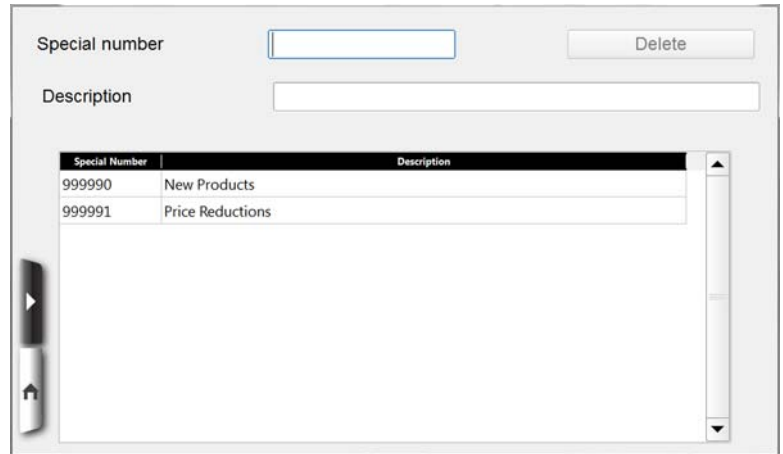 Special number Delete
Description
Special Number Description
999990 New Products
999991 Price Reductions